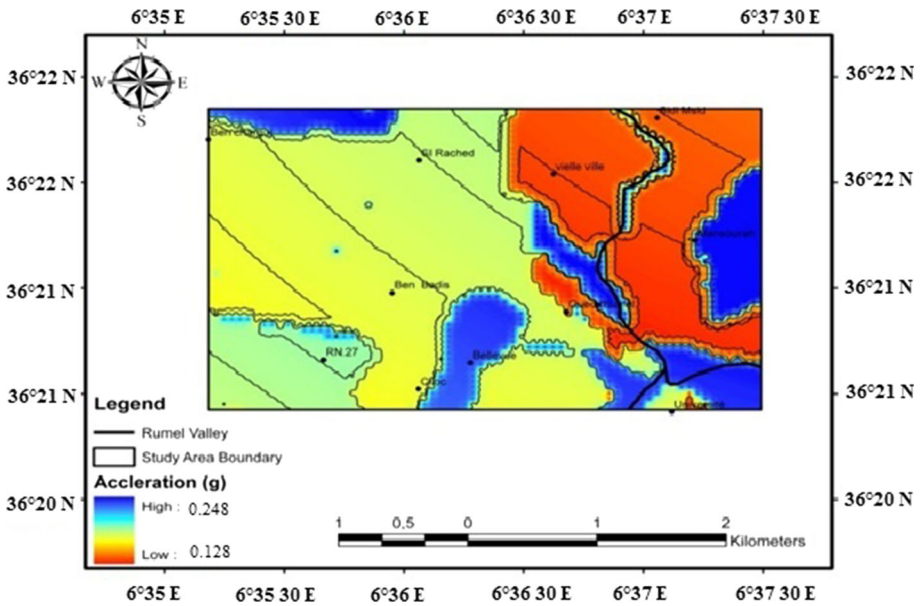 6°35 E 6°35 30 E 6°36 E 6°36 30 E 6°37 E 6°37 30 E
36°22 N 36°22 N
N
W E
S
Sidi Msid
SI Rached
vielle ville
36°22 N 36°22 N
Mansourah
36°21 N 36°21 N
Ben Badis
RN.27
Bellevue
36°21 N 36°21 N
Legend
Rumel Valley
Study Area Boundary
Accleration (g)
High : 0.248
Low : 0.128
36°20 N 36°20 N
1 0,5 0 1 2
Kilometers
6°35 E 6°35 30 E 6°36 E 6°36 30 E 6°37 E 6°37 30 E